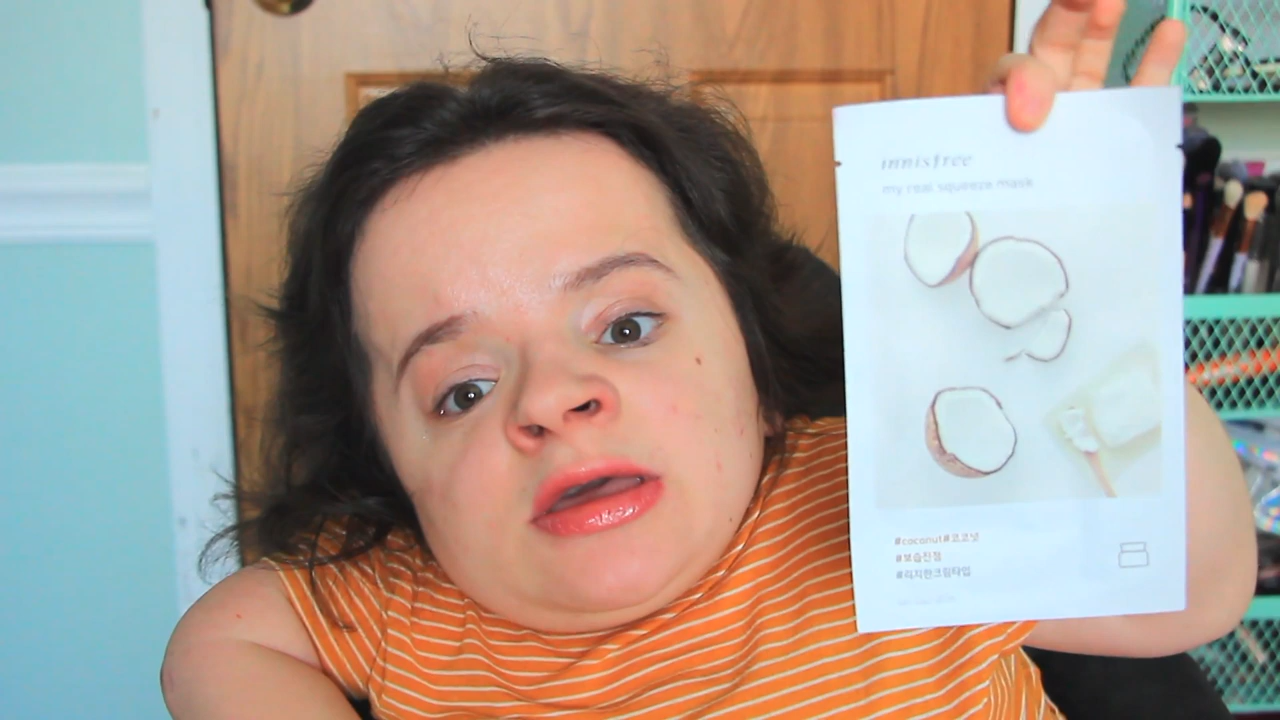 innisfree
my real squeeze mask
#coconut#코코넛
#보습진정
#리치한크림타입